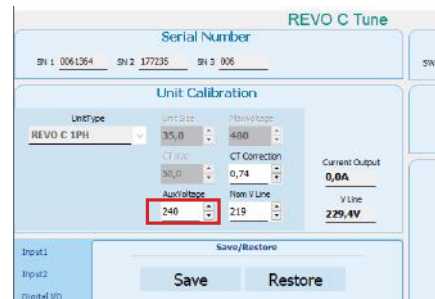 REVO C Tune
Serial Number
SN 1 0061364 SN 2 177235 SN 3 006
SW
Unit Calibration
UnitType Unit Size MaxVoltage
REVO C 1PH 35,0 480
CT size CT Correction
50,0 0,74
Current Output
0,0A
AuxVoltage Nom V Line
240 219
V Line
229,4V
Input1
Input2
Digital I/O
Save/Restore
Save Restore